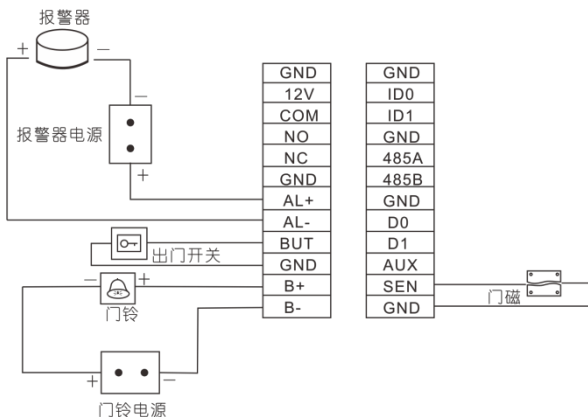 报警器
+
−
−
报警器电源
+
出门开关
−
+
门铃
+
−
门铃电源
GND
12V
COM
NO
NC
GND
AL+
AL-
BUT
GND
B+
B-
GND
ID0
ID1
GND
485A
485B
GND
D0
D1
AUX
SEN
GND
门磁